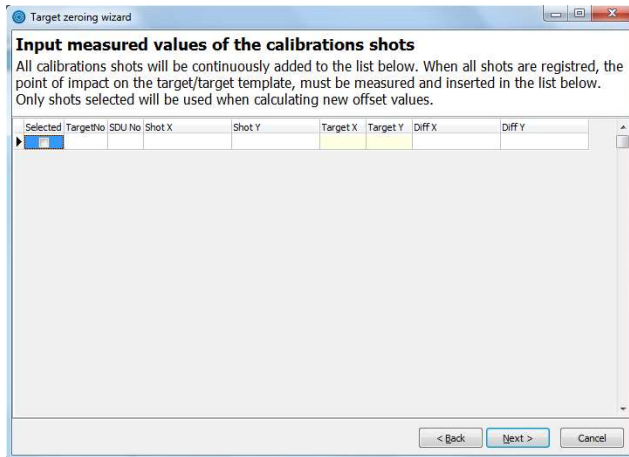 Target zeroing wizard
Input measured values of the calibrations shots
All calibrations shots will be continuously added to the list below. When all shots are registred, the
point of impact on the target/target template, must be measured and inserted in the list below.
Only shots selected will be used when calculating new offset values.
Selected TargetNo SDU No Shot X Shot Y Target X Target Y Diff X Diff Y
< Back Next > Cancel